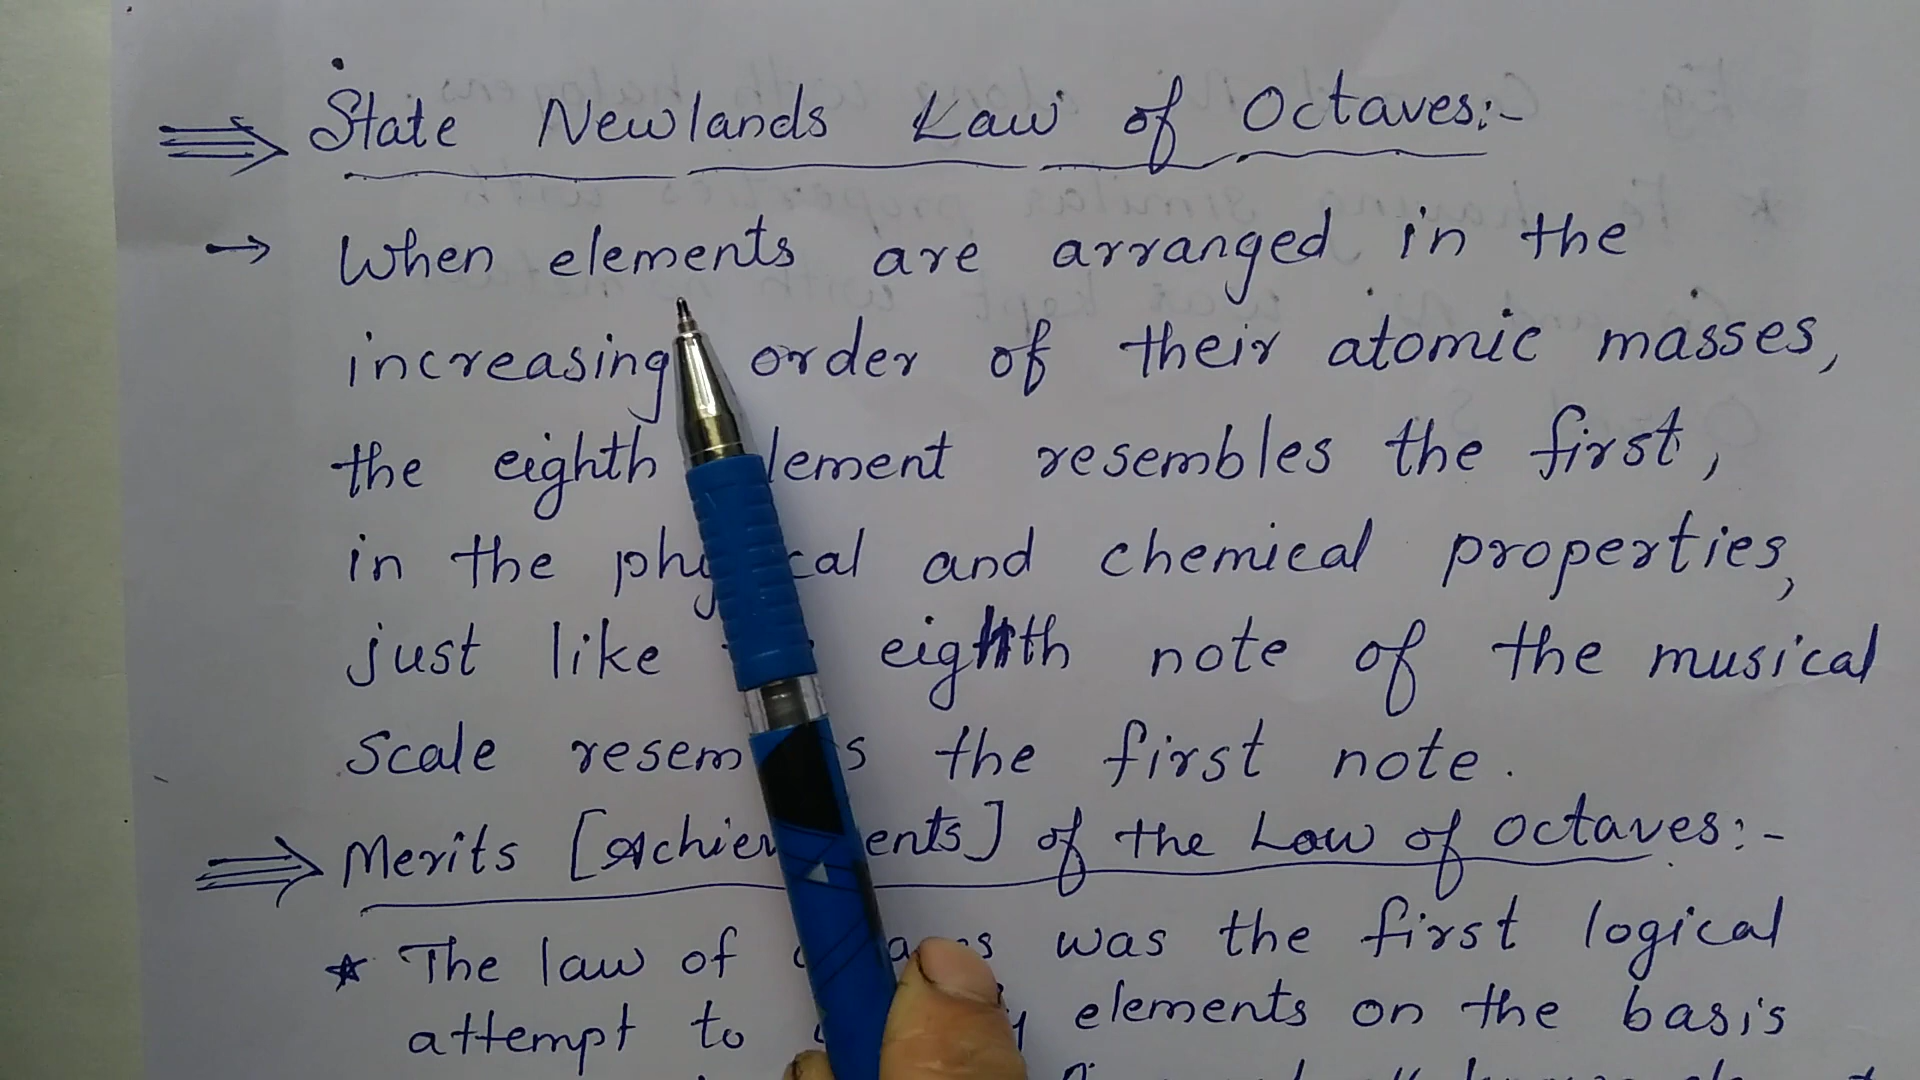 State Newlands Law of Octaves:-
→ When elements are arranged in the
increasing order of their atomic masses,
the eighth lement resembles the first,
in the phy cal and chemical properties,
just like eighth note of the musical
Scale resem s the first note.
Merits [Achiev ents] of the Law of octaves:-
* The law of was the first logical
attempt to elements on the basis